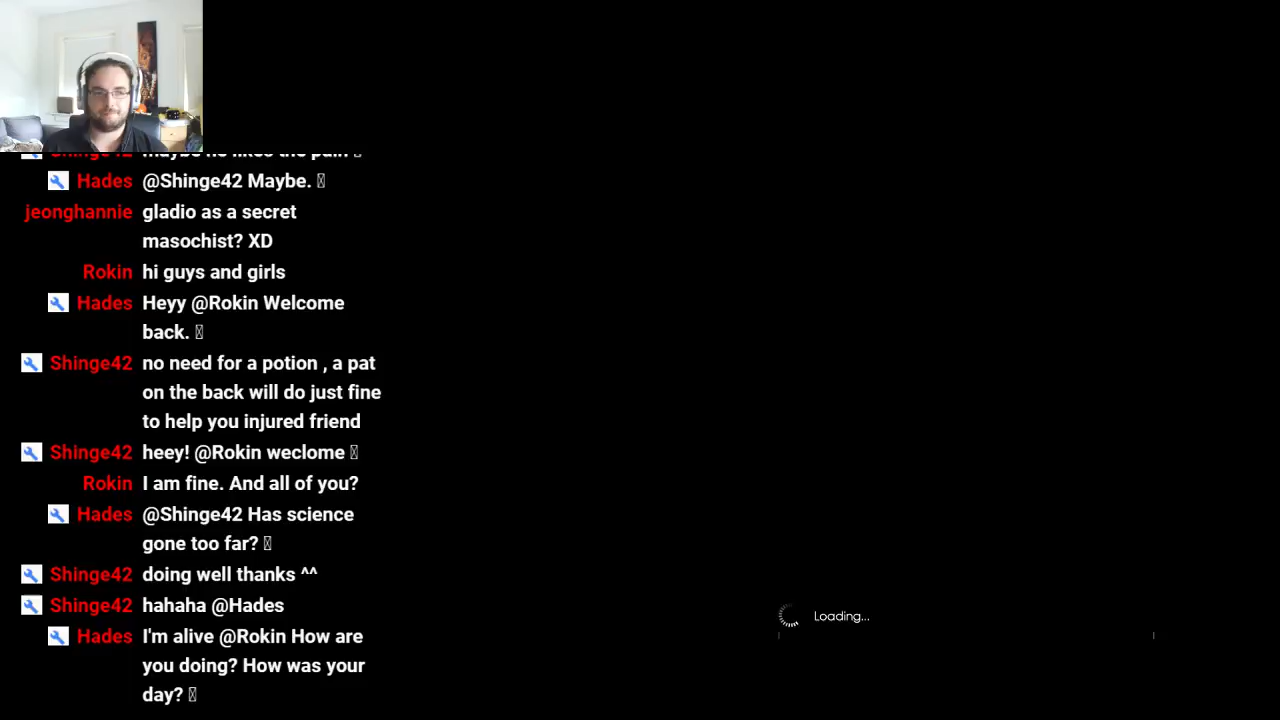 Hades @Shinge42 Maybe.
jeonghannie gladio as a secret
masochist? XD
Rokin hi guys and girls
Hades Heyy @Rokin Welcome
back.
Shinge42 no need for a potion , a pat
on the back will do just fine
to help you injured friend
Shinge42 heey! @Rokin weclome
Rokin I am fine. And all of you?
Hades @Shinge42 Has science
gone too far?
Shinge42 doing well thanks ^^
Shinge42 hahaha @Hades
Hades I'm alive @Rokin How are
you doing? How was your
day?
Loading...